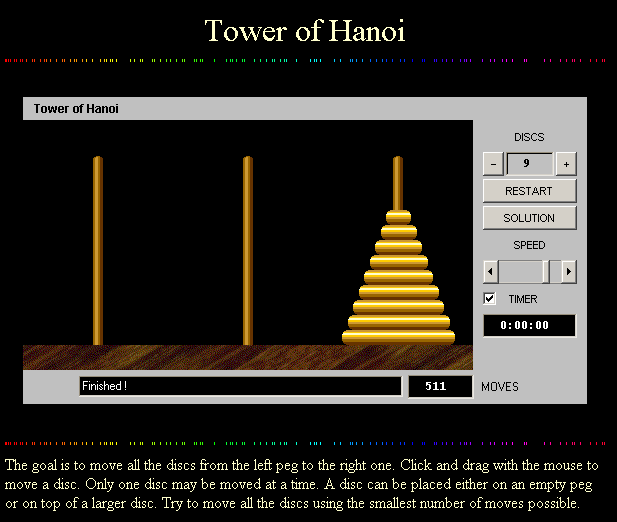 Tower of Hanoi
Tower of Hanoi
DISCS
- 9 +
RESTART
SOLUTION
SPEED
TIMER
0:00:00
Finished!
511 MOVES
The goal is to move all the discs from the left peg to the right one. Click and drag with the mouse to
move a disc. Only one disc may be moved at a time. A disc can be placed either on an empty peg
or on top of a larger disc. Try to move all the discs using the smallest number of moves possible.